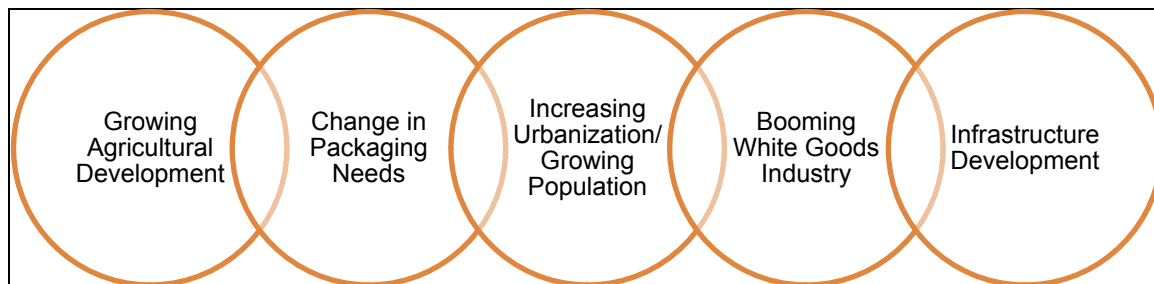 Growing
Agricultural
Development
Change in
Packaging
Needs
Increasing
Urbanization/
Growing
Population
Booming
White Goods
Industry
Infrastructure
Development